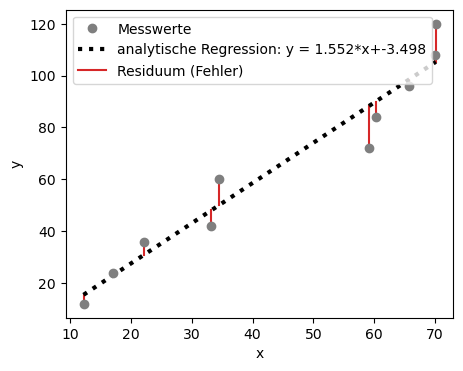 Messwerte
analytische Regression: y = 1.552*x+-3.498
Residuum (Fehler)
120
100
80
60
40
20
y
10 20 30 40 50 60 70
x